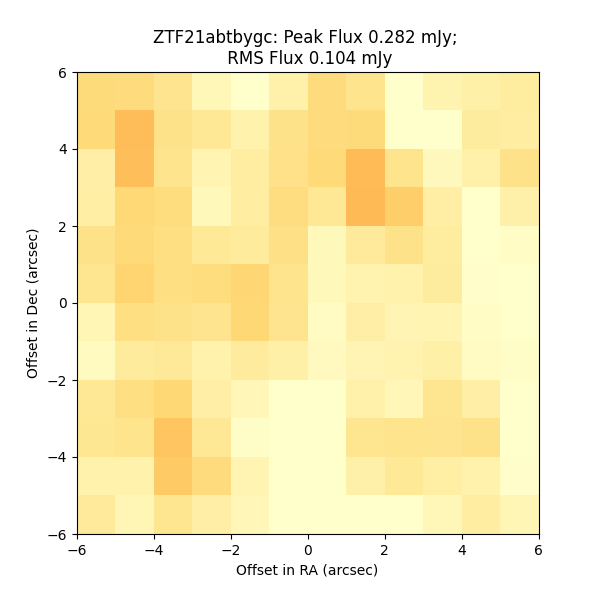 ZTF21abtbygc: Peak Flux 0.282 mJy;
RMS Flux 0.104 mJy
6
4
2
0
−2
−4
−6
Offset in Dec (arcsec)
−6 −4 −2 0 2 4 6
Offset in RA (arcsec)